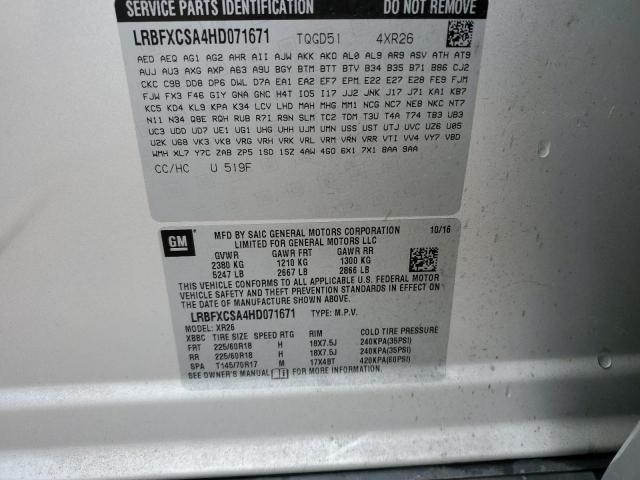 SERVICE PARTS IDENTIFICATION DO NOT REMOVE
LRBFXCSA4HD071671 TQGD51 4XR26
AED AEQ AG1 AG2 AHR AII AJW AKK AKO AL0 AL9 AR9 ASV ATH AT9
AUJ AU3 AXG AXP A63 A9U BGY BTM BTT BTV B34 B35 B71 B86 CJ2
CKC C9B DD8 DP6 DWL D7A EA1 EA2 EF7 EPM E22 E27 E28 FE9 FJM
FJW FX3 F46 GIY GNA GNC H4T I07 IJ2 JJ2 JNK J17 J71 KA1 KB7
KC5 KD4 KL9 KPA K34 LCV LHD MAH MHG MM1 NCG NC7 NE8 NKC NT7
N11 N34 Q8E RQH RUB R7I R9N SLM TC2 TDM T3U T4A T74 TB3 UB3
UC3 UDD UD7 UE1 UG1 UHG UHH UJM UMN USS UST UTJ UVC UZ6 U05
U2K U68 VK3 VK8 VRG VRH VRK VRL VRM VRN VRR VTI VV4 VY7 VBD
WMH XL7 Y7C ZAB ZP5 1SD 1SZ 4AW 4G0 6X1 7X1 8AA 9AA
CC/HC U 519F
GM
MFD BY SAIC GENERAL MOTORS CORPORATION 10/16
LIMITED FOR GENERAL MOTORS LLC
GVWR GAWR FRT GAWR RR
2380 KG 1210 KG 1300 KG
5247 LB 2667 LB 2866 LB
THIS VEHICLE CONFORMS TO ALL APPLICABLE U.S. FEDERAL MOTOR
VEHICLE SAFETY AND THEFT PREVENTION STANDARDS IN EFFECT ON
THE DATE OF MANUFACTURE SHOWN ABOVE.
LRBFXCSA4HD071671 TYPE: M.P.V.
MODEL: XR26
XBBC TIRE SIZE SPEED RTG RIM COLD TIRE PRESSURE
FRT 225/60R18 H 18X7.5J 240KPA(35PSI)
RR 225/60R18 H 18X7.5J 240KPA(35PSI)
SPA T145/70R17 M 17X4BT 420KPA(60PSI)
SEE OWNER'S MANUAL FOR MORE INFORMATION.